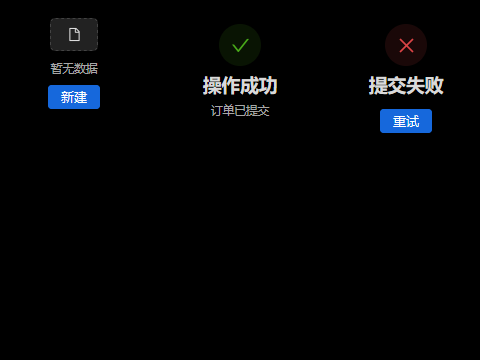 暂无数据
新建
操作成功
订单已提交
提交失败
重试